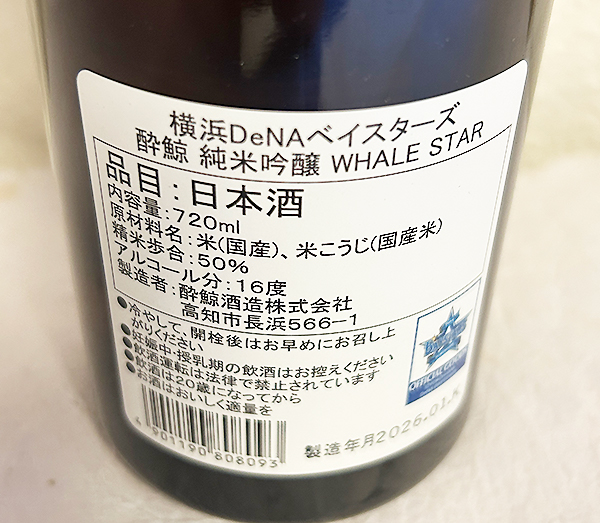 横浜DeNAベイスターズ
酔鯨 純米吟醸 WHALE STAR
品目:日本酒
内容量:720ml
原材料名:米(国産)、米こうじ(国産米)
精米歩合:50%
アルコール分:16度
製造者:酔鯨酒造株式会社
高知市長浜566-1
●冷やして、開栓後はお早めにお召し上
がりください
●妊娠中・授乳期の飲酒はお控えください
●飲酒運転は法律で禁止されています
●飲酒は20歳になってから
お酒はおいしく適量を
OFFICIAL
4 901190 808093
製造年月2026.01